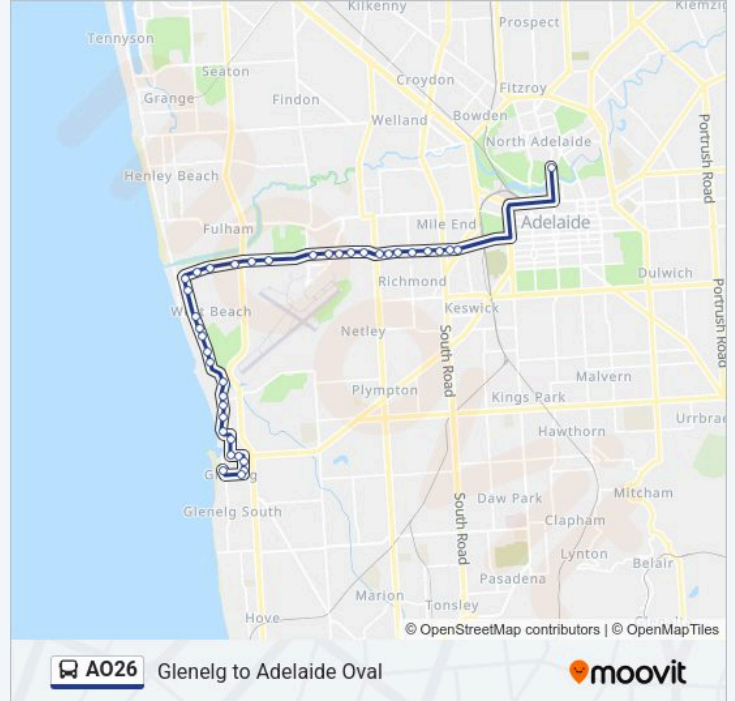 Kilkenny
Klemzig
Tennyson
Prospect
Seaton
Croydon
Fitzroy
Grange
Findon
Bowden
Welland
North Adelaide
Portrush Road
Henley Beach
Fulham
Mile End
Adelaide
Richmond
Dulwich
West Beach
Keswick
Portrush Road
Netley
South Road
Malvern
Plympton
Kings Park
Urrbrae
Hawthorn
Glenelg
Daw Park
Mitcham
Glenelg South
South Road
Clapham
Lynton
Belair
Pasadena
Marion
Tonsley
Hove
© OpenStreetMap contributors | © OpenMapTiles
AO26 Glenelg to Adelaide Oval
moovit